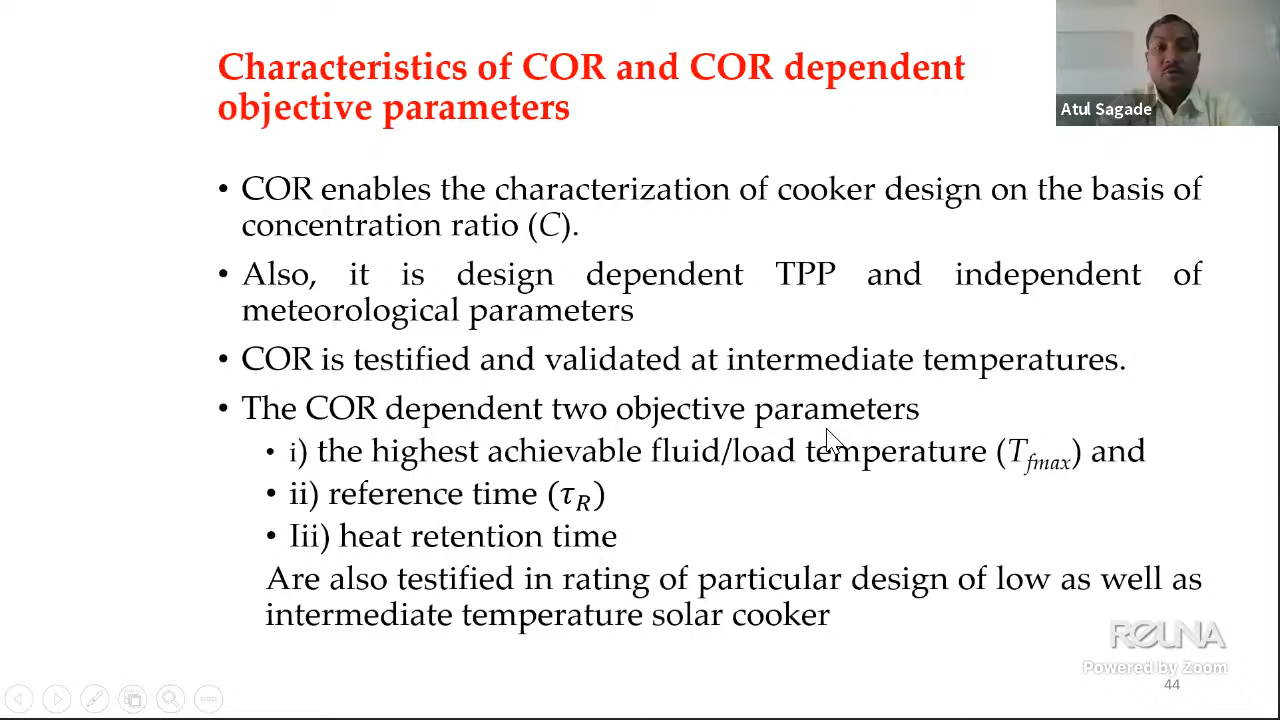 Characteristics of COR and COR dependent
objective parameters
Atul Sagade
• COR enables the characterization of cooker design on the basis of
concentration ratio (C).
• Also, it is design dependent TPP and independent of
meteorological parameters
• COR is testified and validated at intermediate temperatures.
• The COR dependent two objective parameters
• i) the highest achievable fluid/load temperature (Tfmax) and
• ii) reference time (τR)
• Iii) heat retention time
Are also testified in rating of particular design of low as well as
intermediate temperature solar cooker
REUNA
Powered by Zoom
44